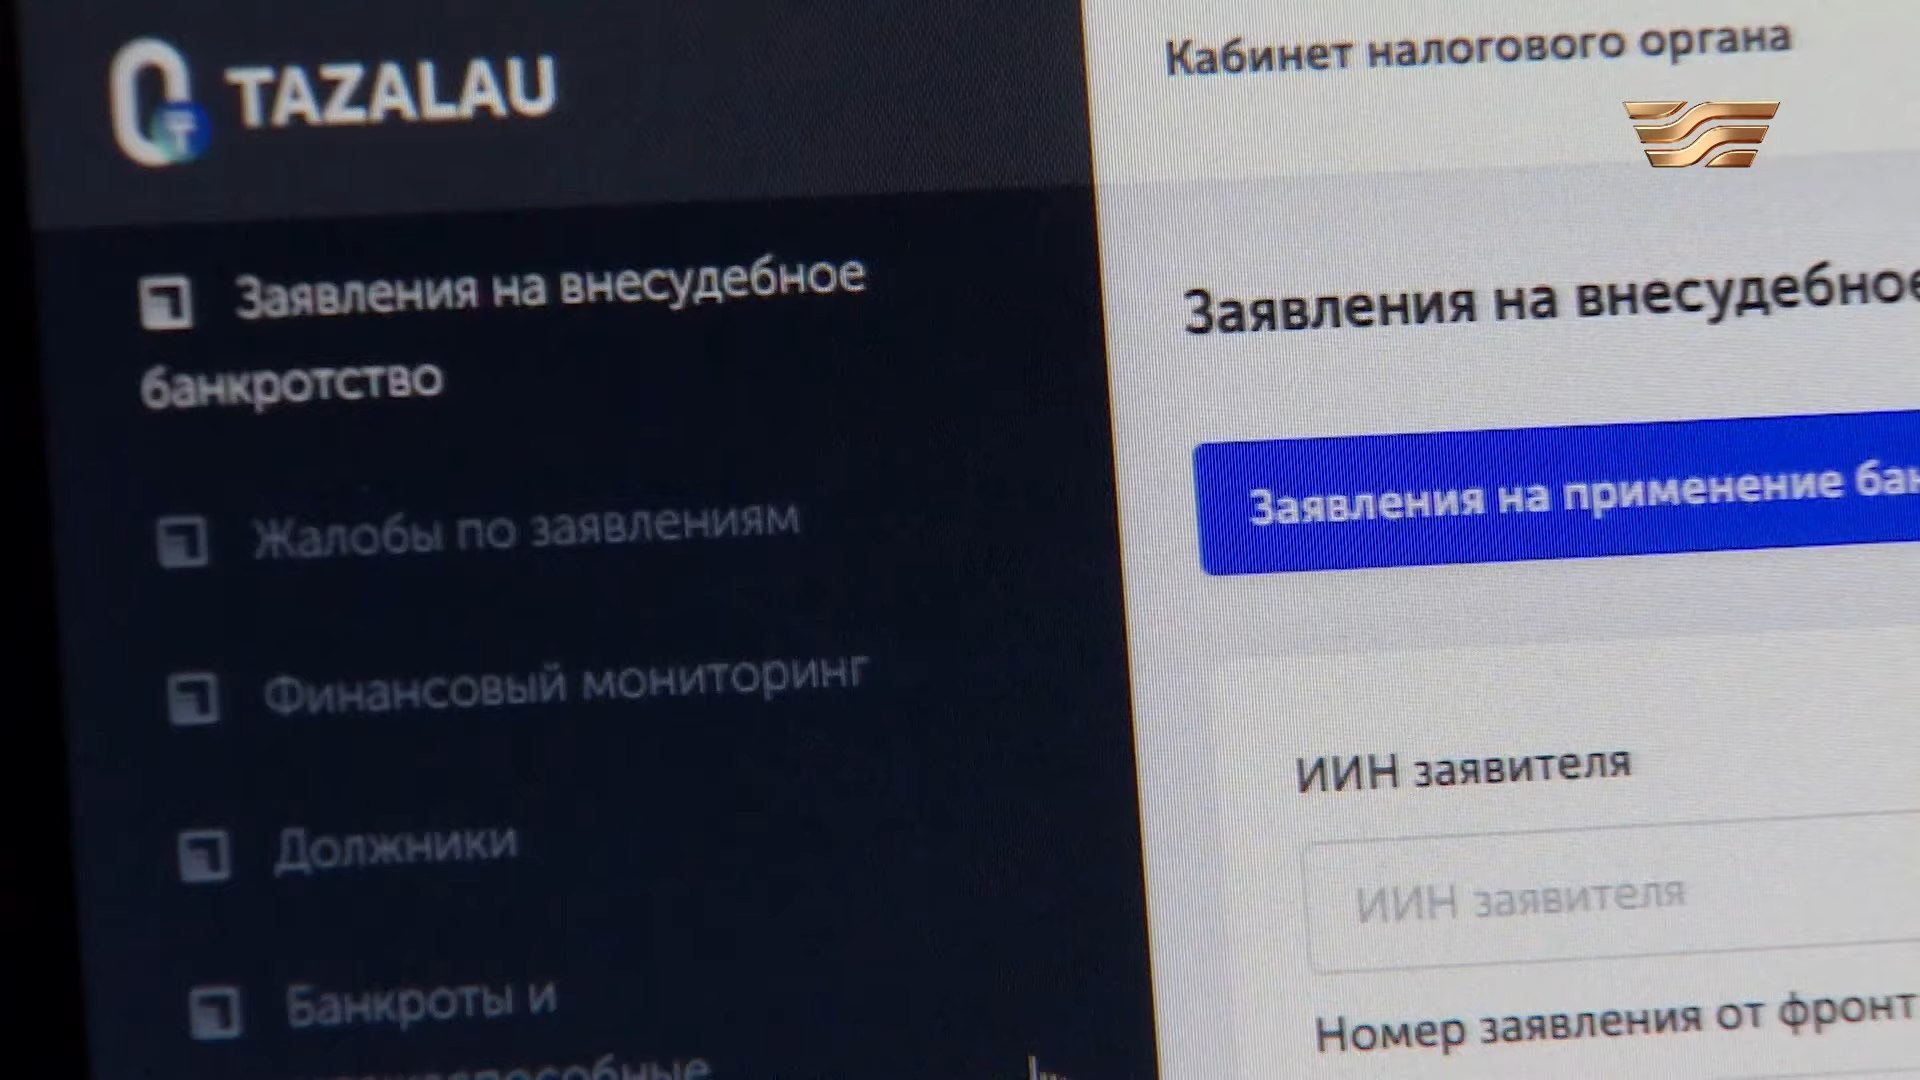 TAZALAU
Заявления на внесудебное
банкротство
Жалобы по заявлениям
Финансовый мониторинг
Должники
Банкроты и
Кабинет налогового органа
Заявления на внесудебное
Заявления на применение бан
ИИН заявителя
ИИН заявителя
Номер заявления от фронт